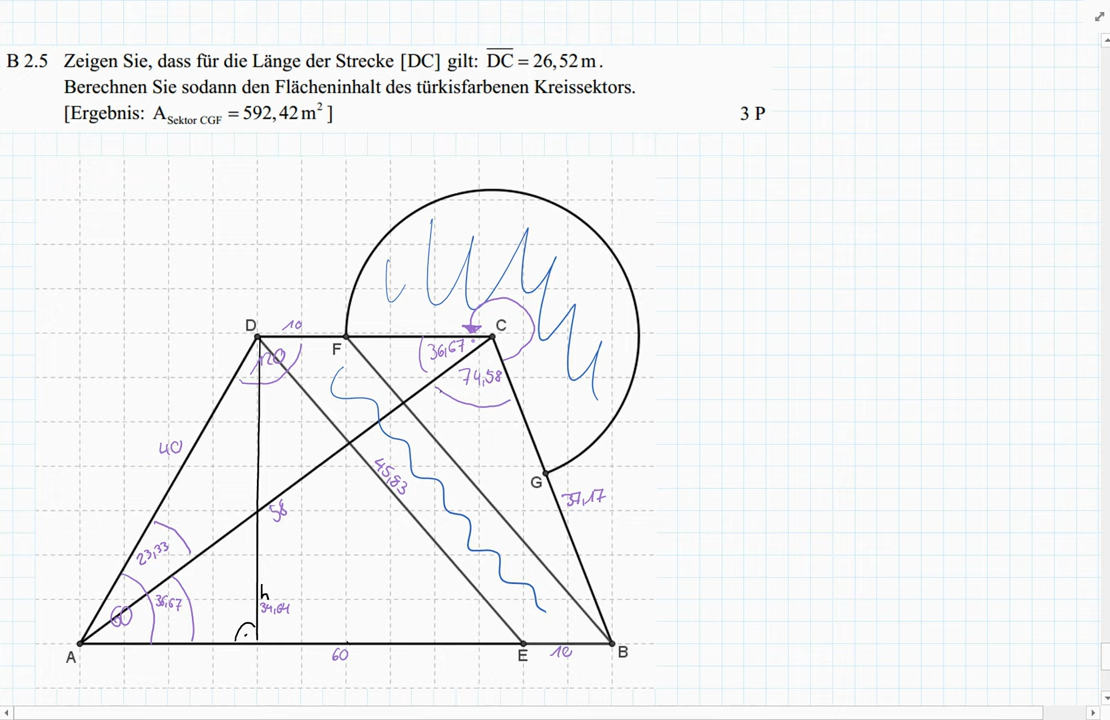 B 2.5 Zeigen Sie, dass für die Länge der Strecke [DC] gilt: DC = 26,52 m.
Berechnen Sie sodann den Flächeninhalt des türkisfarbenen Kreissektors.
[Ergebnis: A Sektor CGF = 592,42 m² ] 3 P
D 10 F C
120 36,67°
74,58
40
45,83
G 37,17
58
23,33
h
34,64
60 36,67
A 60 E 10 B